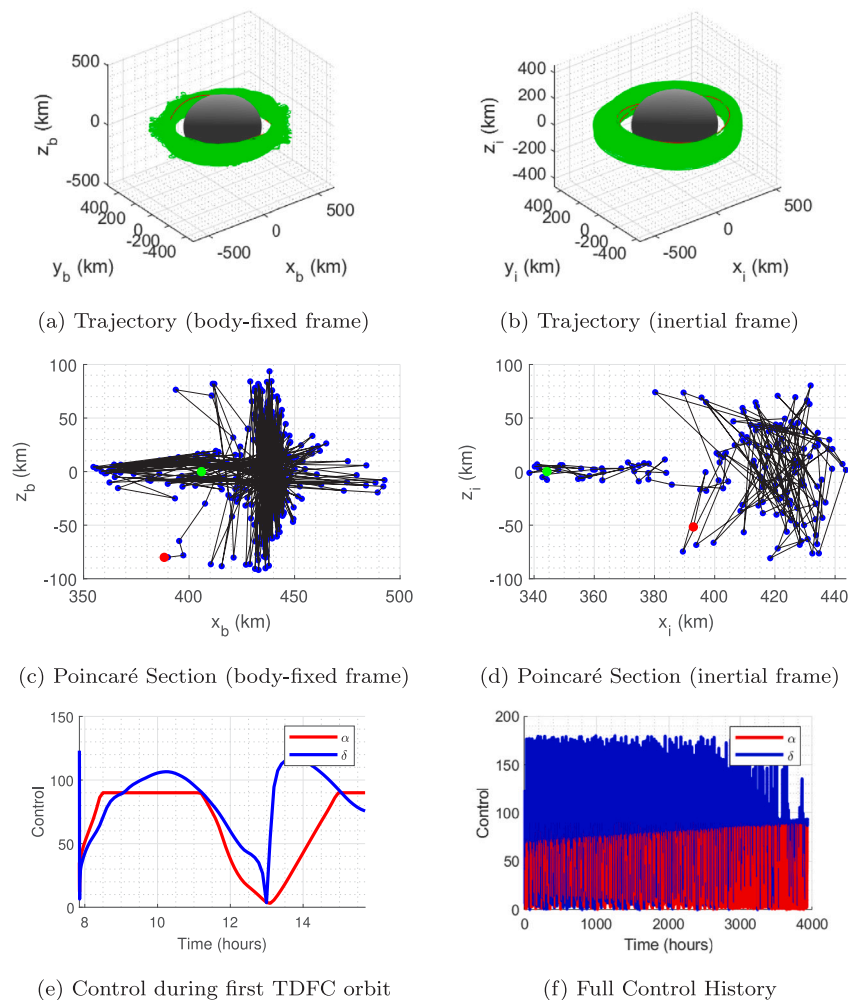 500
0
-500
z_b (km)
400
200
0
-200
-400
y_b (km)
-500
0
500
x_b (km)
(a) Trajectory (body-fixed frame)
400
200
0
-200
-400
z_i (km)
400
200
0
-200
-400
y_i (km)
-500
0
500
x_i (km)
(b) Trajectory (inertial frame)
100
50
0
-50
-100
z_b (km)
350 400 450 500
x_b (km)
(c) Poincaré Section (body-fixed frame)
100
50
0
-50
-100
z_i (km)
340 360 380 400 420 440
x_i (km)
(d) Poincaré Section (inertial frame)
150
100
50
0
Control
8 10 12 14
Time (hours)
α
δ
(e) Control during first TDFC orbit
200
150
100
50
0
Control
0 1000 2000 3000 4000
Time (hours)
α
δ
(f) Full Control History